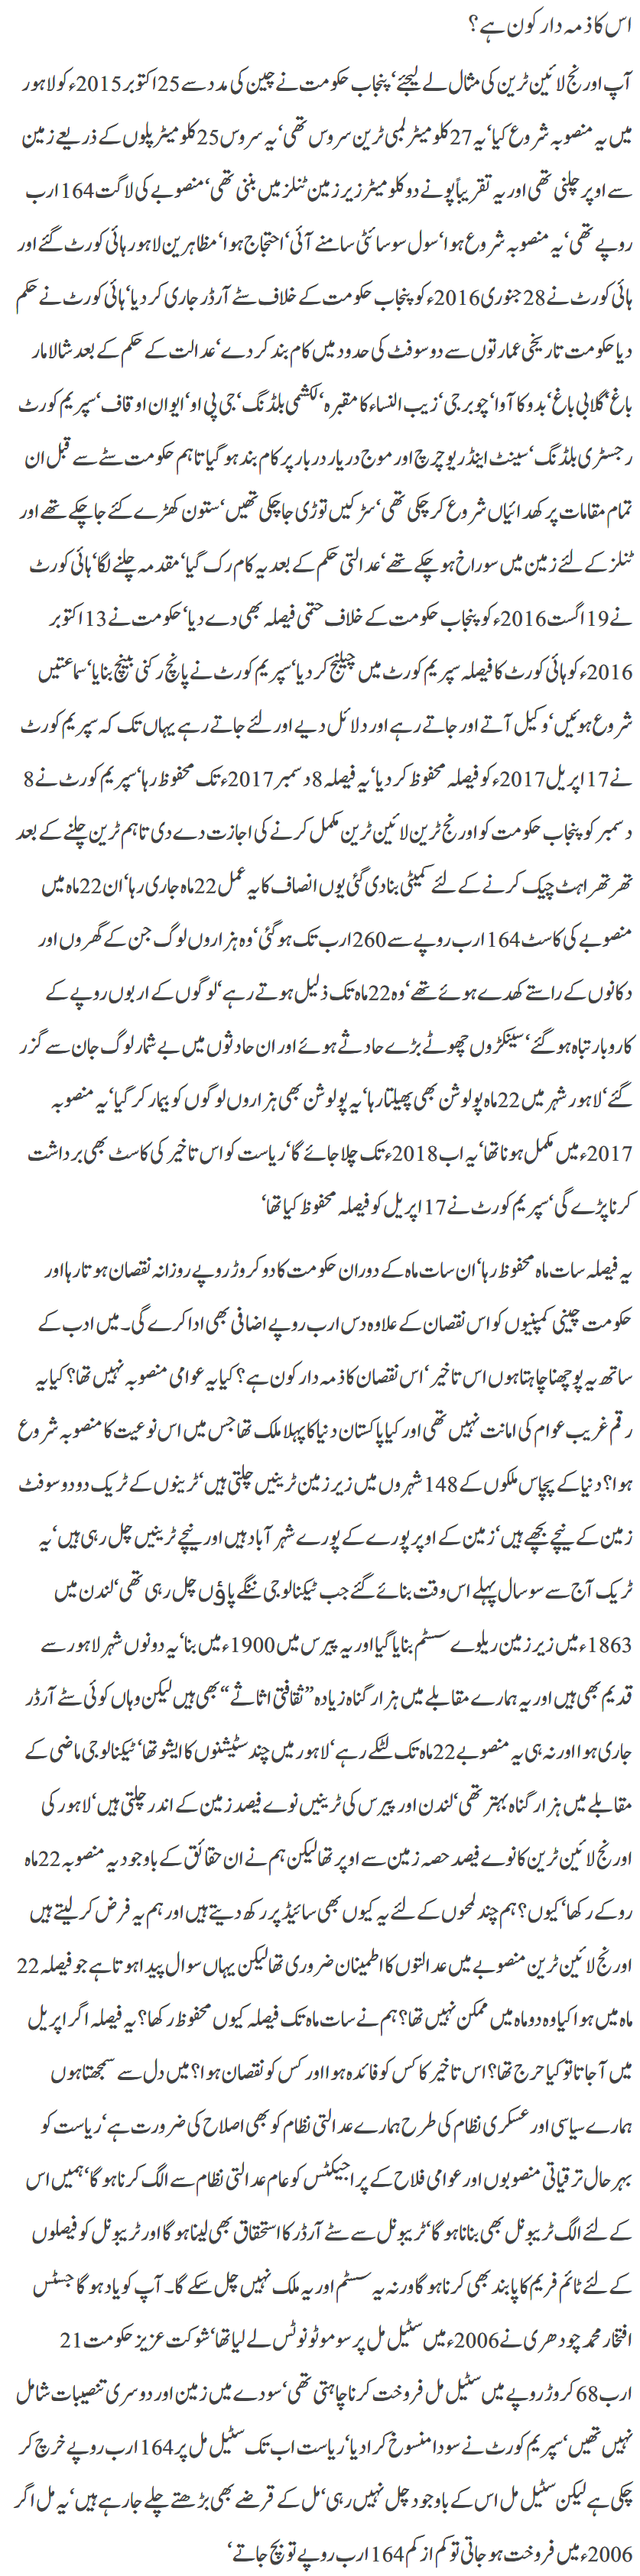 اس کا ذمہ دار کون ہے؟
آپ اورنج لائین ٹرین کی مثال لے لیجئے‘ پنجاب حکومت نے چین کی مدد سے 25 اکتوبر 2015ء کو لاہور
میں یہ منصوبہ شروع کیا‘ یہ 27 کلومیٹر لمبی ٹرین سروس تھی‘ یہ سروس 25 کلومیٹر پلوں کے ذریعے زمین
سے اوپر چلنی تھی اور یہ تقریباً پونے دو کلومیٹر زیر زمین ٹنلز میں بننی تھی‘ منصوبے کی لاگت 164 ارب
روپے تھی‘ یہ منصوبہ شروع ہوا‘ سول سوسائٹی سامنے آئی‘ احتجاج ہوا‘ مظاہرین لاہور ہائی کورٹ گئے اور
ہائی کورٹ نے 28 جنوری 2016ء کو پنجاب حکومت کے خلاف سٹے آرڈر جاری کر دیا‘ ہائی کورٹ نے حکم
دیا حکومت تاریخی عمارتوں سے دو سوفٹ کی حدود میں کام بند کر دے‘ عدالت کے حکم کے بعد شالامار
باغ‘ گلابی باغ‘ بدو کا آوا‘ چوبرجی‘ زیب النساء کا مقبرہ‘ لکشمی بلڈنگ‘ جی پی او‘ ایوان اوقاف‘ سپریم کورٹ
رجسٹری بلڈنگ‘ سینٹ اینڈریو چرچ اور موج دریار دربار پر کام بند ہو گیا تاہم حکومت سٹے سے قبل ان
تمام مقامات پر کھدائیاں شروع کر چکی تھی‘ سڑکیں توڑی جا چکی تھیں‘ ستون کھڑے کئے جا چکے تھے اور
ٹنلز کے لئے زمین میں سوراخ ہو چکے تھے‘ عدالتی حکم کے بعد یہ کام رک گیا‘ مقدمہ چلنے لگا‘ ہائی کورٹ
نے 19 اگست 2016ء کو پنجاب حکومت کے خلاف حتمی فیصلہ بھی دے دیا‘ حکومت نے 13 اکتوبر
2016ء کو ہائی کورٹ کا فیصلہ سپریم کورٹ میں چیلنج کر دیا‘ سپریم کورٹ نے پانچ رکنی بینچ بنایا‘ سماعتیں
شروع ہوئیں‘ وکیل آتے اور جاتے رہے اور دلائل دیے اور لئے جاتے رہے یہاں تک کہ سپریم کورٹ
نے 17 اپریل 2017ء کو فیصلہ محفوظ کر دیا‘ یہ فیصلہ 8 دسمبر 2017ء تک محفوظ رہا‘ سپریم کورٹ نے 8
دسمبر کو پنجاب حکومت کو اورنج ٹرین لائین ٹرین مکمل کرنے کی اجازت دے دی تاہم ٹرین چلنے کے بعد
تھرتھراہٹ چیک کرنے کے لئے کمیٹی بنا دی گئی یوں انصاف کا یہ عمل 22 ماہ جاری رہا‘ ان 22 ماہ میں
منصوبے کی کاسٹ 164 ارب روپے سے 260 ارب تک ہو گئی‘ وہ ہزاروں لوگ جن کے گھروں اور
دکانوں کے راستے کھدے ہوئے تھے‘ وہ 22 ماہ تک ذلیل ہوتے رہے‘ لوگوں کے اربوں روپے کے
کاروبار تباہ ہو گئے‘ سینکڑوں چھوٹے بڑے حادثے ہوئے اور ان حادثوں میں بے شمار لوگ جان سے گزر
گئے‘ لاہور شہر میں 22 ماہ پولوشن بھی پھیلتا رہا‘ یہ پولوشن بھی ہزاروں لوگوں کو بیمار کر گیا‘ یہ منصوبہ
2017ء میں مکمل ہونا تھا‘ یہ اب 2018ء تک چلا جائے گا‘ ریاست کو اس تاخیر کی کاسٹ بھی برداشت
کرنا پڑے گی‘ سپریم کورٹ نے 17 اپریل کو فیصلہ محفوظ کیا تھا‘
یہ فیصلہ سات ماہ محفوظ رہا‘ ان سات ماہ کے دوران حکومت کا دو کروڑ روپے روزانہ نقصان ہوتا رہا اور
حکومت چینی کمپنیوں کو اس نقصان کے علاوہ دس ارب روپے اضافی بھی ادا کرے گی۔ میں ادب کے
ساتھ یہ پوچھنا چاہتا ہوں اس تاخیر‘ اس نقصان کا ذمہ دار کون ہے؟ کیا یہ عوامی منصوبہ نہیں تھا؟ کیا یہ
رقم غریب عوام کی امانت نہیں تھی اور کیا پاکستان دنیا کا پہلا ملک تھا جس میں اس نوعیت کا منصوبہ شروع
ہوا؟ دنیا کے پچاس ملکوں کے 148 شہروں میں زیر زمین ٹرینیں چلتی ہیں‘ ٹرینوں کے ٹریک دو دو سوفٹ
زمین کے نیچے بچھے ہیں‘ زمین کے اوپر پورے کے پورے شہر آباد ہیں اور نیچے ٹرینیں چل رہی ہیں‘ یہ
ٹریک آج سے سو سال پہلے اس وقت بنائے گئے جب ٹیکنالوجی ننگے پاؤں چل رہی تھی‘ لندن میں
1863ء میں زیر زمین ریلوے سسٹم بنایا گیا اور یہ پیرس میں 1900ء میں بنا‘ یہ دونوں شہر لاہور سے
قدیم بھی ہیں اور یہ ہمارے مقابلے میں ہزار گناہ زیادہ ”ثقافتی اثاثے“ بھی ہیں لیکن وہاں کوئی سٹے آرڈر
جاری ہوا اور نہ ہی یہ منصوبے 22 ماہ تک لٹکے رہے‘ لاہور میں چند سٹیشنوں کا ایشو تھا‘ ٹیکنالوجی ماضی کے
مقابلے میں ہزار گناہ بہتر تھی‘ لندن اور پیرس کی ٹرینیں نوے فیصد زمین کے اندر چلتی ہیں‘ لاہور کی
اورنج لائین ٹرین کا نوے فیصد حصہ زمین سے اوپر تھا لیکن ہم نے ان حقائق کے باوجود یہ منصوبہ 22 ماہ
روکے رکھا‘ کیوں؟ ہم چند لمحوں کے لئے یہ کیوں بھی سائیڈ پر رکھ دیتے ہیں اور ہم یہ فرض کر لیتے ہیں
اورنج لائین ٹرین منصوبے میں عدالتوں کا اطمینان ضروری تھا لیکن یہاں سوال پیدا ہوتا ہے جو فیصلہ 22
ماہ میں ہوا کیا وہ دو ماہ میں ممکن نہیں تھا؟ ہم نے سات ماہ تک فیصلہ کیوں محفوظ رکھا؟ یہ فیصلہ اگر اپریل
میں آ جاتا تو کیا حرج تھا؟ اس تاخیر کا کس کو فائدہ ہوا اور کس کو نقصان ہوا؟ میں دل سے سمجھتا ہوں
ہمارے سیاسی اور عسکری نظام کی طرح ہمارے عدالتی نظام کو بھی اصلاح کی ضرورت ہے‘ ریاست کو
بہرحال ترقیاتی منصوبوں اور عوامی فلاح کے پراجیکٹس کو عام عدالتی نظام سے الگ کرنا ہو گا‘ ہمیں اس
کے لئے الگ ٹریبونل بھی بنانا ہو گا‘ ٹریبونل سے سٹے آرڈر کا استحقاق بھی لینا ہو گا اور ٹریبونل کو فیصلوں
کے لئے ٹائم فریم کا پابند بھی کرنا ہو گا ورنہ یہ سسٹم اور یہ ملک نہیں چل سکے گا۔ آپ کو یاد ہو گا جسٹس
افتخار محمد چودھری نے 2006ء میں سٹیل مل پر سوموٹو نوٹس لے لیا تھا‘ شوکت عزیز حکومت 21
ارب 68 کروڑ روپے میں سٹیل مل فروخت کرنا چاہتی تھی‘ سودے میں زمین اور دوسری تنصیبات شامل
نہیں تھیں‘ سپریم کورٹ نے سودا منسوخ کرا دیا‘ ریاست اب تک سٹیل مل پر 164 ارب روپے خرچ کر
چکی ہے لیکن سٹیل مل اس کے باوجود چل نہیں رہی‘ مل کے قرضے بھی بڑھتے چلے جا رہے ہیں‘ یہ مل اگر
2006ء میں فروخت ہو جاتی تو کم از کم 164 ارب روپے تو بچ جاتے‘